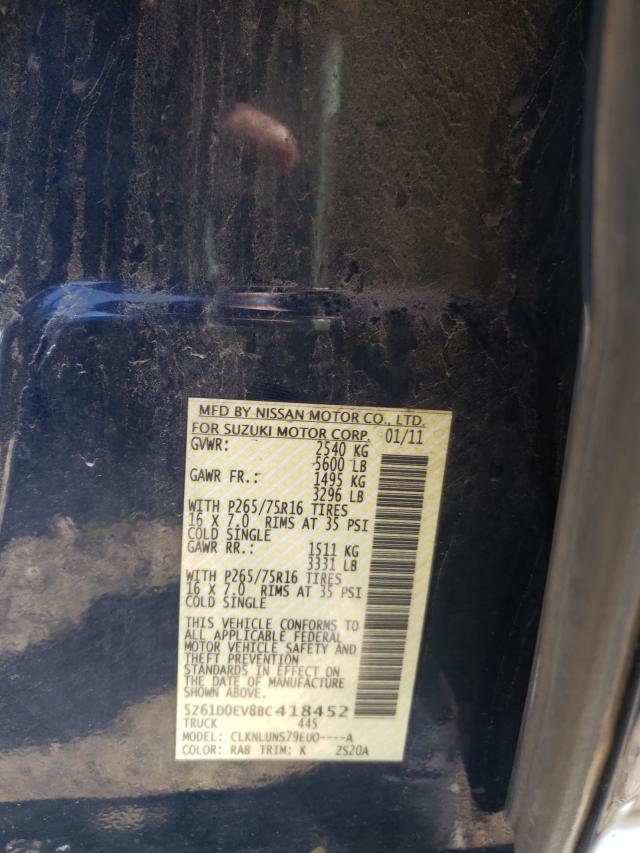 MFD BY NISSAN MOTOR CO., LTD.
FOR SUZUKI MOTOR CORP. 01/11
GVWR: 2540 KG
5600 LB
GAWR FR.: 1495 KG
3296 LB
WITH P265/75R16 TIRES
16 X 7.0 RIMS AT 35 PSI
COLD SINGLE
GAWR RR.: 1511 KG
3331 LB
WITH P265/75R16 TIRES
16 X 7.0 RIMS AT 35 PSI
COLD SINGLE
THIS VEHICLE CONFORMS TO
ALL APPLICABLE FEDERAL
MOTOR VEHICLE SAFETY AND
THEFT PREVENTION
STANDARDS IN EFFECT ON
THE DATE OF MANUFACTURE
SHOWN ABOVE.
5Z61D0EV8BC418452
TRUCK 445
MODEL: CLKNLUNS79EU0----A
COLOR: RAB TRIM: K ZS20A